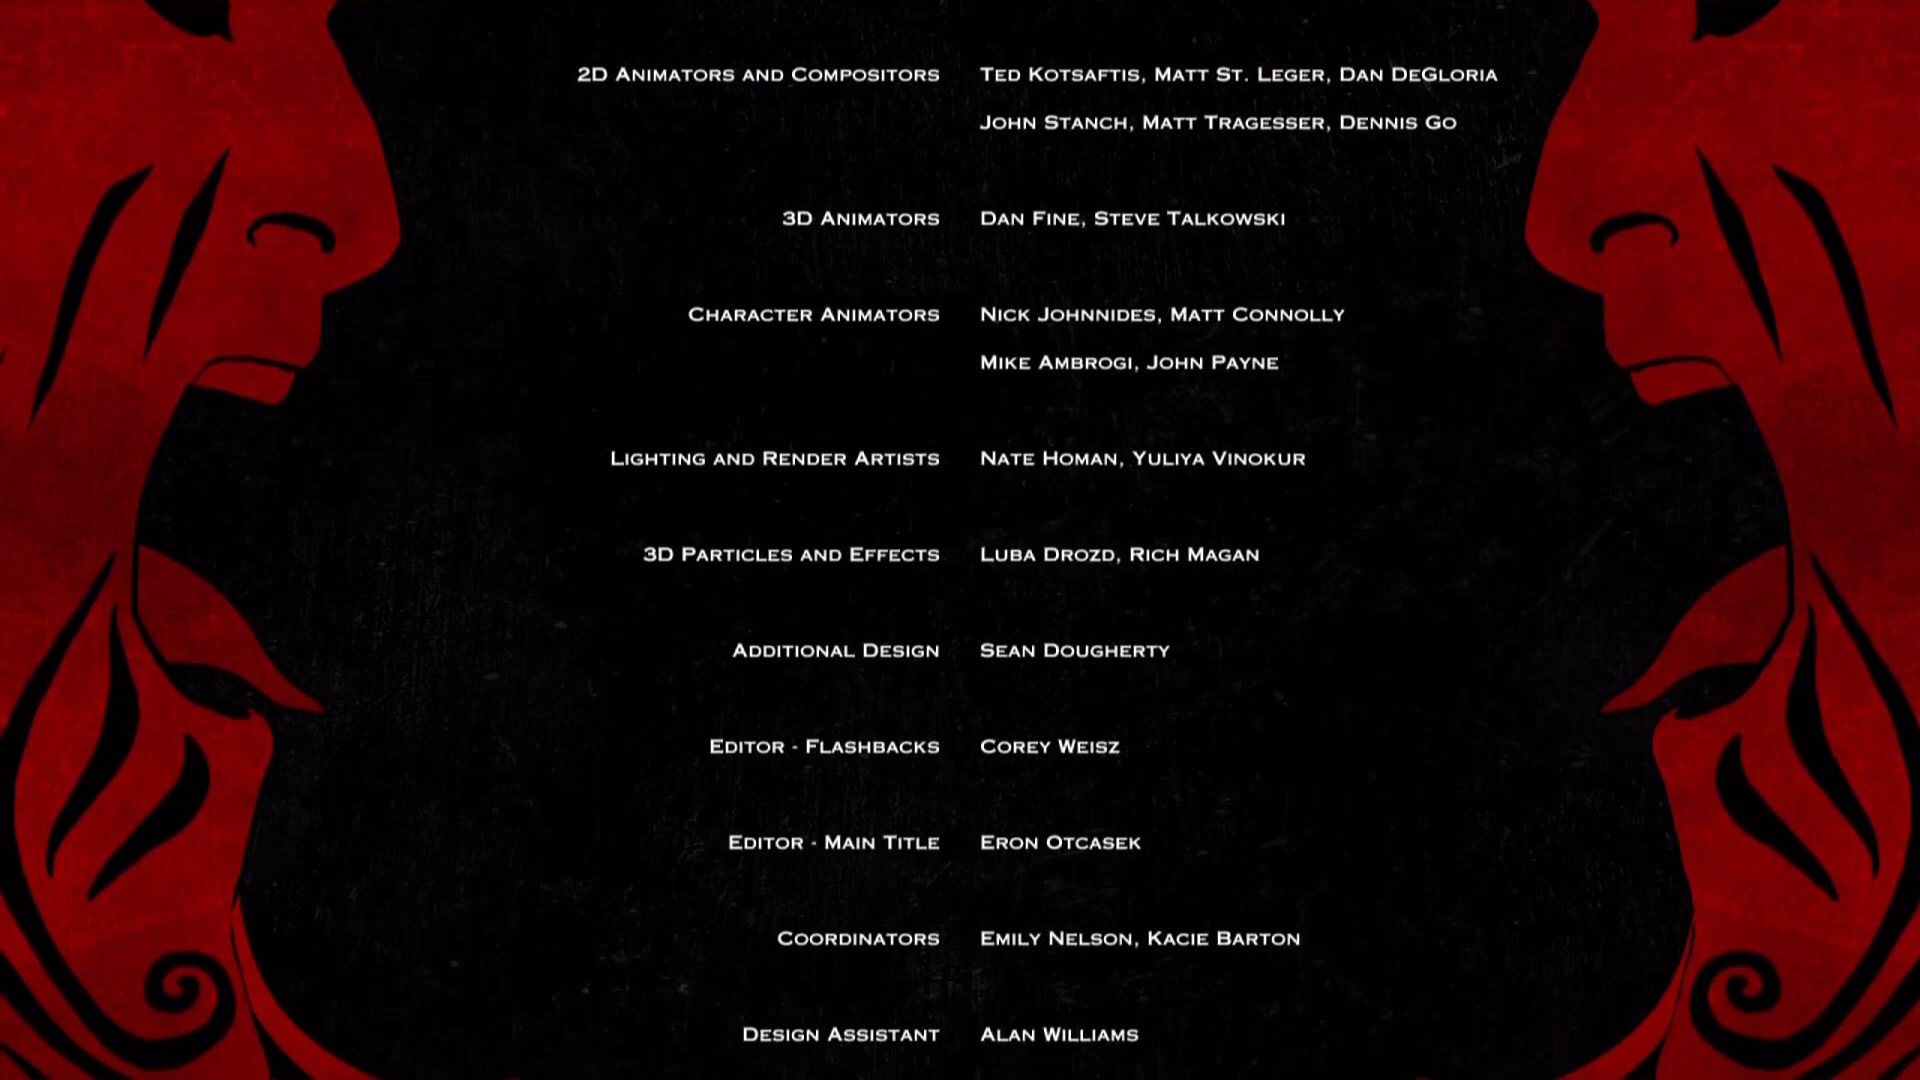 2D Animators and Compositors Ted Kotsaftis, Matt St. Leger, Dan DeGloria
John Stanch, Matt Tragesser, Dennis Go
3D Animators Dan Fine, Steve Talkowski
Character Animators Nick Johnnides, Matt Connolly
Mike Ambrogi, John Payne
Lighting and Render Artists Nate Homan, Yuliya Vinokur
3D Particles and Effects Luba Drozd, Rich Magan
Additional Design Sean Dougherty
Editor - Flashbacks Corey Weisz
Editor - Main Title Eron Otcasek
Coordinators Emily Nelson, Kacie Barton
Design Assistant Alan Williams